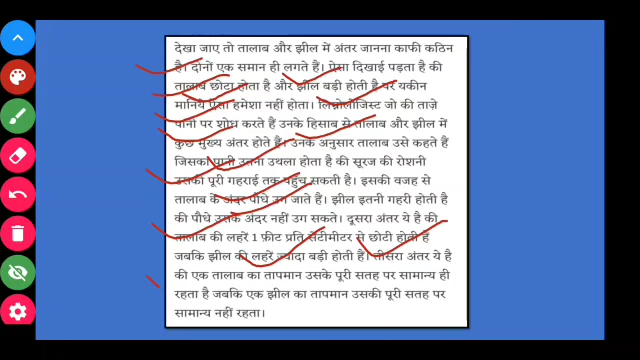 देखा जाए तो तालाब और झील में अंतर जानना काफी कठिन
है। दोनों एक समान ही लगते हैं। ऐसा दिखाई पड़ता है की
तालाब छोटा होता है और झील बड़ी होती है पर यकीन
मानिये ऐसा हमेशा नहीं होता। लिम्नोलोजिस्ट जो की ताज़े
पानी पर शोध करते हैं उनके हिसाब से तालाब और झील में
कुछ मुख्य अंतर होते हैं। उनके अनुसार तालाब उसे कहते हैं
जिसका पानी उतना उथला होता है की सूरज की रोशनी
उसकी पूरी गहराई तक पहुंच सकती है। इसकी वजह से
तालाब के अंदर पौधे उग जाते हैं। झील इतनी गहरी होती है
की पौधे उसके अंदर नहीं उग सकते। दूसरा अंतर ये है की
तालाब की लहरें 1 फ़ीट प्रति सेंटीमीटर से छोटी होती हैं
जबकि झील की लहरें ज्यादा बड़ी होती हैं। तीसरा अंतर ये है
की एक तालाब का तापमान उसके पूरी सतह पर सामान्य ही
रहता है जबकि एक झील का तापमान उसकी पूरी सतह पर
सामान्य नहीं रहता।